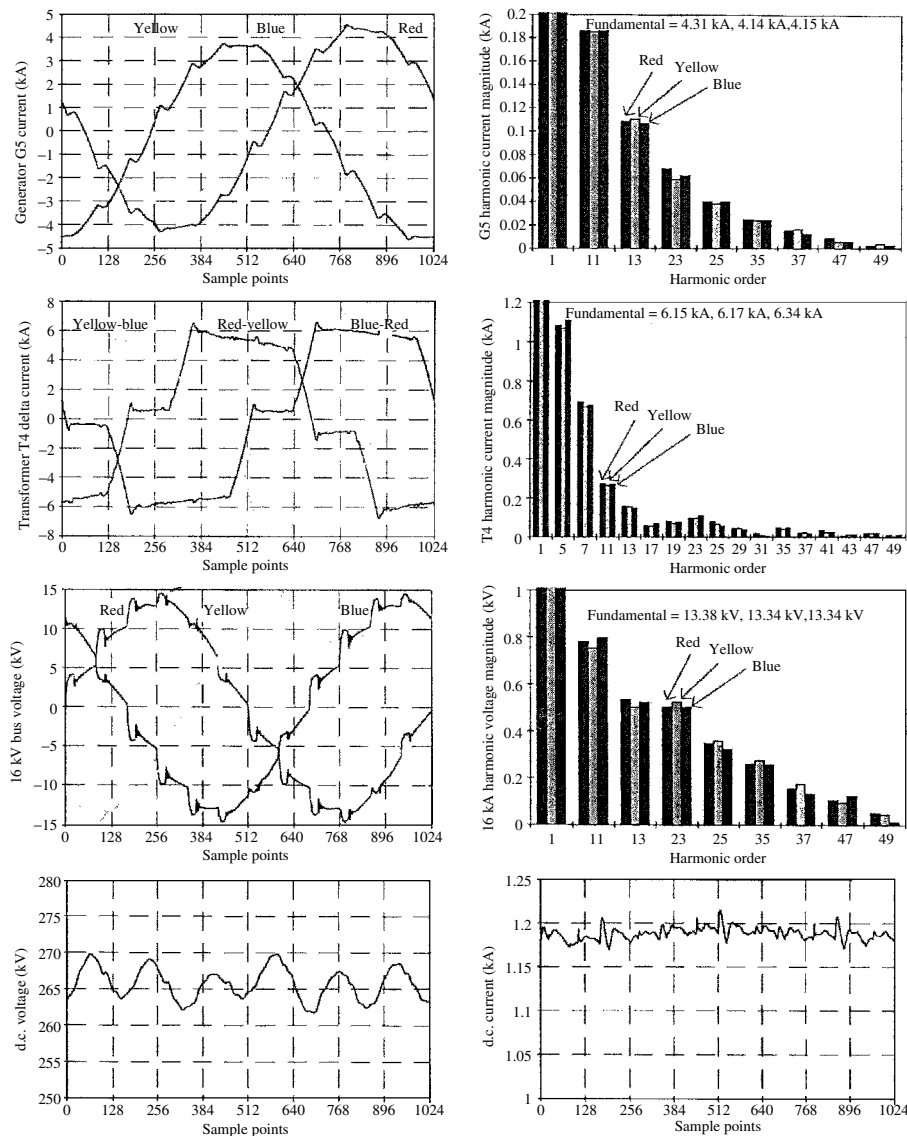 Generator G5 current (kA)
5
4
3
2
1
0
−1
−2
−3
−4
−5
Yellow
Blue
Red
0 128 256 384 512 640 768 896 1024
Sample points
G5 harmonic current magnitude (kA)
0.2
0.18
0.16
0.14
0.12
0.1
0.08
0.06
0.04
0.02
0
Fundamental = 4.31 kA, 4.14 kA,4.15 kA
Red
Yellow
Blue
1 11 13 23 25 35 37 47 49
Harmonic order
Transformer T4 delta current (kA)
8
6
4
2
0
−2
−4
−6
−8
Yellow-blue
Red-yellow
Blue-Red
0 128 256 384 512 640 768 896 1024
Sample points
T4 harmonic current magnitude (kA)
1.2
1
0.8
0.6
0.4
0.2
0
Fundamental = 6.15 kA, 6.17 kA, 6.34 kA
Red
Yellow
Blue
1 5 7 11 13 17 19 23 25 29 31 35 37 41 43 47 49
Harmonic order
16 kV bus voltage (kV)
15
10
5
0
−5
−10
−15
Red
Yellow
Blue
0 128 256 384 512 640 768 896 1024
Sample points
16 kA harmonic voltage magnitude (kV)
1
0.8
0.6
0.4
0.2
0
Fundamental = 13.38 kV, 13.34 kV,13.34 kV
Red
Yellow
Blue
1 11 13 23 25 35 37 47 49
Harmonic order
d.c. voltage (kV)
280
275
270
265
260
255
250
0 128 256 384 512 640 768 896 1024
Sample points
d.c. current (kA)
1.25
1.2
1.15
1.1
1.05
1
0 128 256 384 512 640 768 896 1024
Sample points